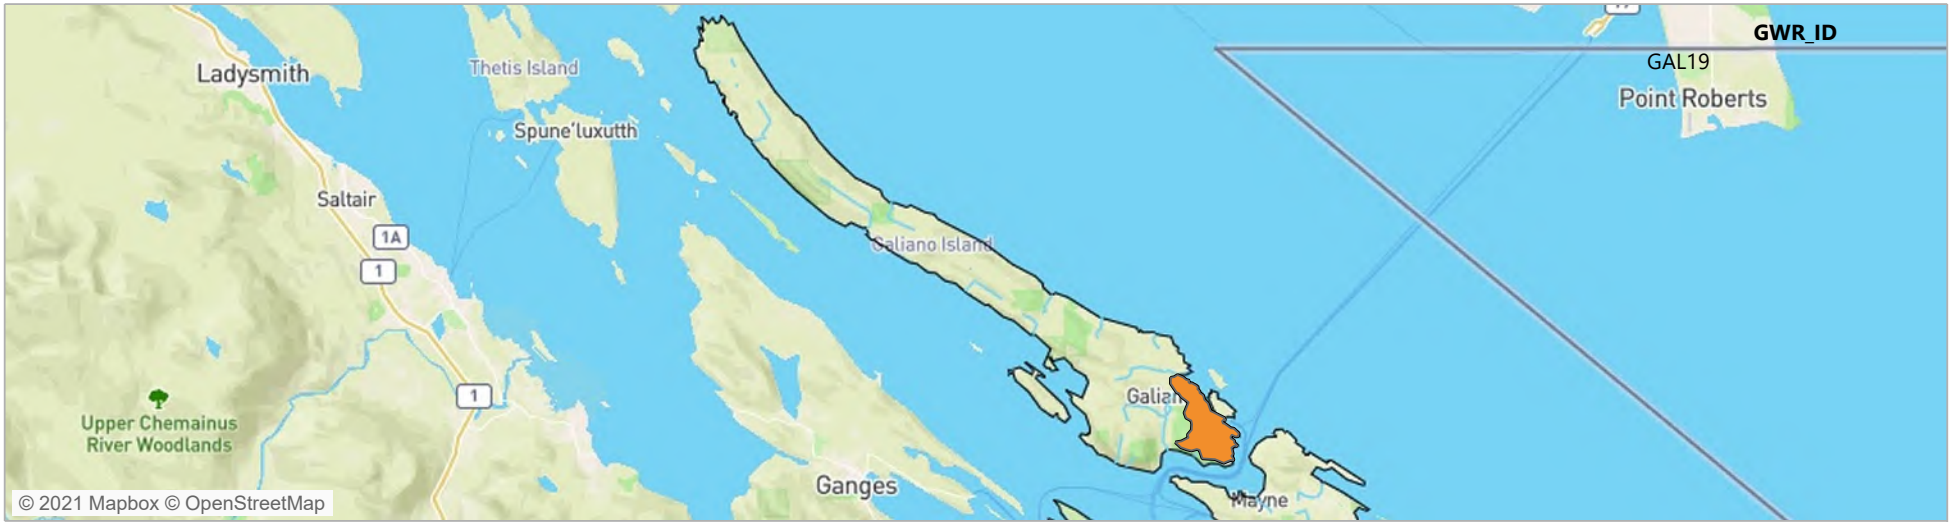 GWR_ID
GAL19
Ladysmith
Thetis Island
Point Roberts
Spune'luxutth
Saltair
1A
Galiano Island
1
1
Galian
Upper Chemainus
River Woodlands
Ganges
Mayne
© 2021 Mapbox © OpenStreetMap